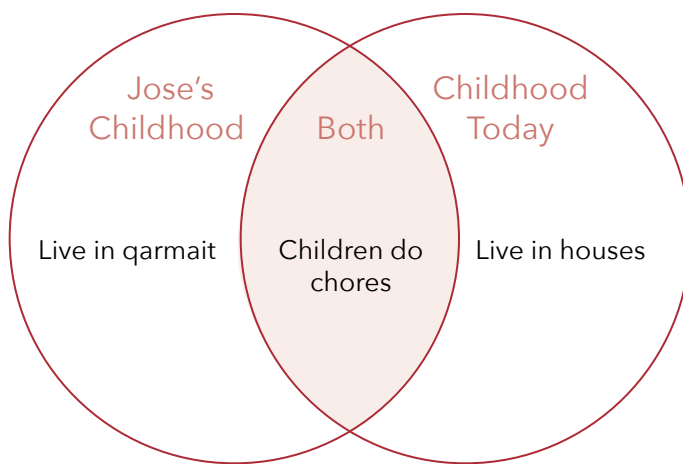 Jose's
Childhood
Both
Childhood
Today
Live in qarmait
Children do
chores
Live in houses